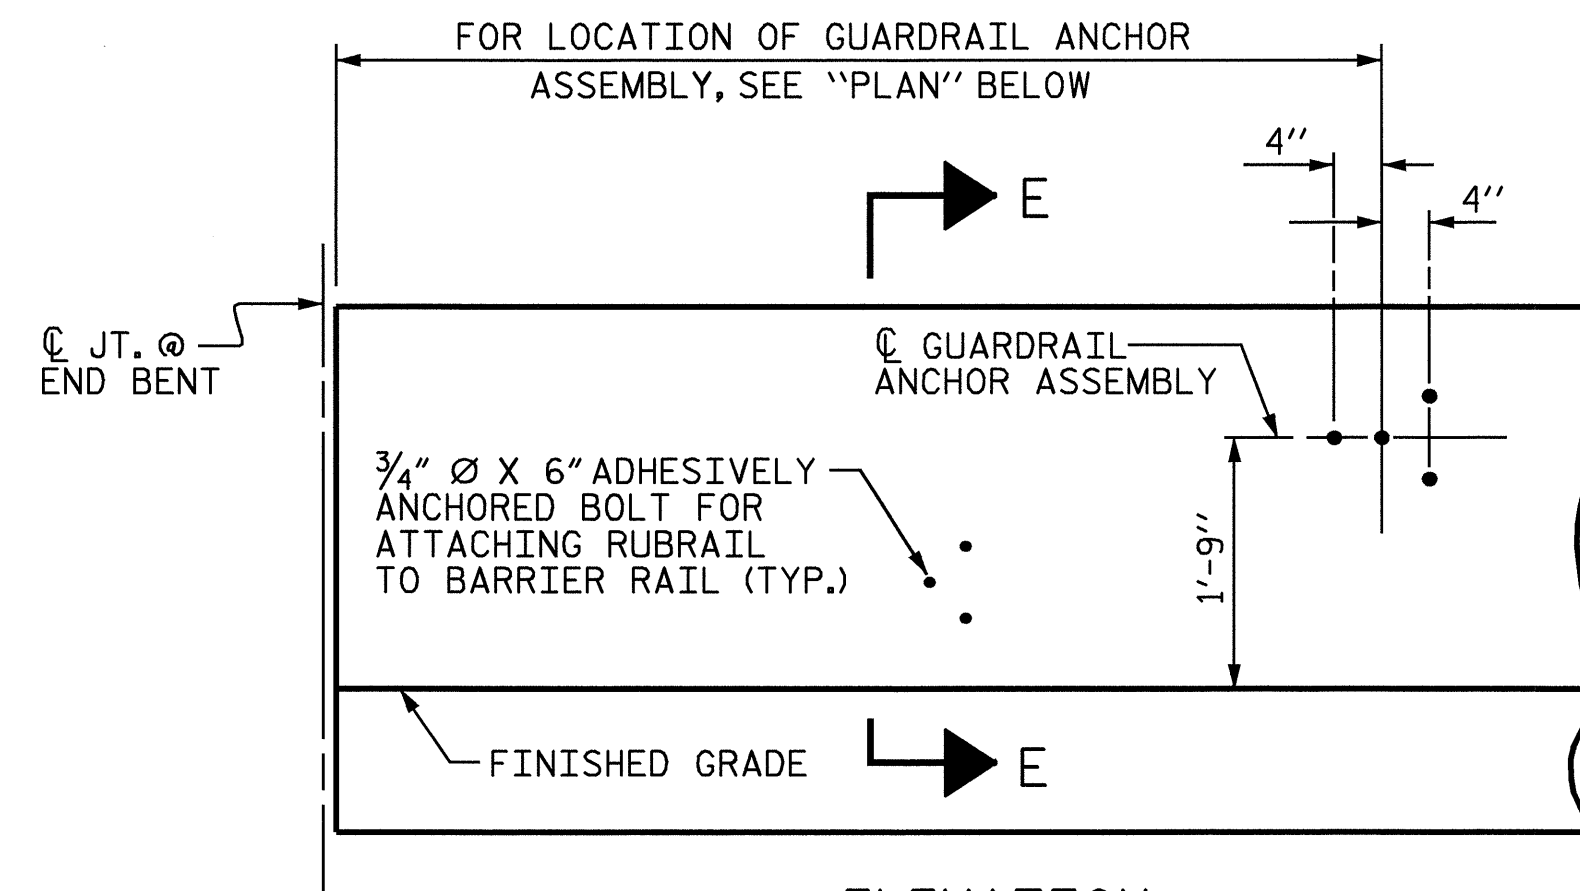 FOR LOCATION OF GUARDRAIL ANCHOR
ASSEMBLY, SEE "PLAN" BELOW
4"
4"
E
℄ JT. @
END BENT
℄ GUARDRAIL
ANCHOR ASSEMBLY
3/4" Ø X 6" ADHESIVELY
ANCHORED BOLT FOR
ATTACHING RUBRAIL
TO BARRIER RAIL (TYP.)
1'-9"
FINISHED GRADE
E